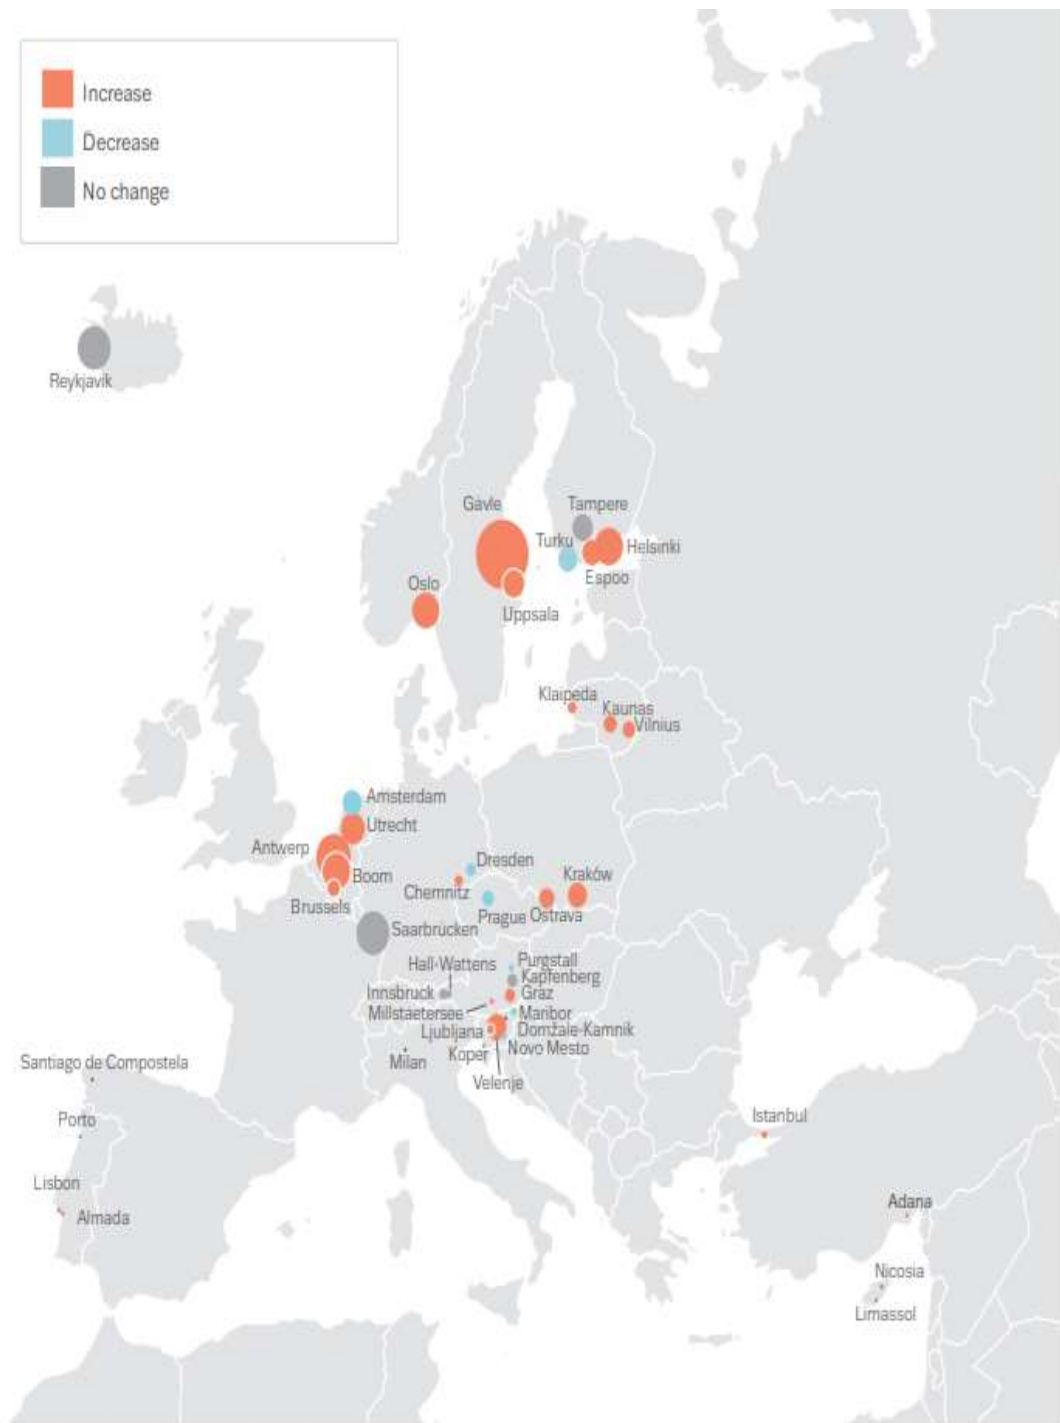 Increase
Decrease
No change
Reykjavik
Gävle
Tampere
Turku
Helsinki
Espoo
Oslo
Uppsala
Klaipeda
Kaunas
Vilnius
Amsterdam
Utrecht
Antwerp
Boom
Brussels
Dresden
Chemnitz
Kraków
Prague
Ostrava
Saarbrucken
Hall-Wattens
Purgstall
Kapfenberg
Innsbruck
Graz
Millstaetersee
Maribor
Ljubljana
Domžale-Kamnik
Koper
Novo Mesto
Milan
Velenje
Santiago de Compostela
Porto
Istanbul
Lisbon
Almada
Adana
Nicosia
Limassol